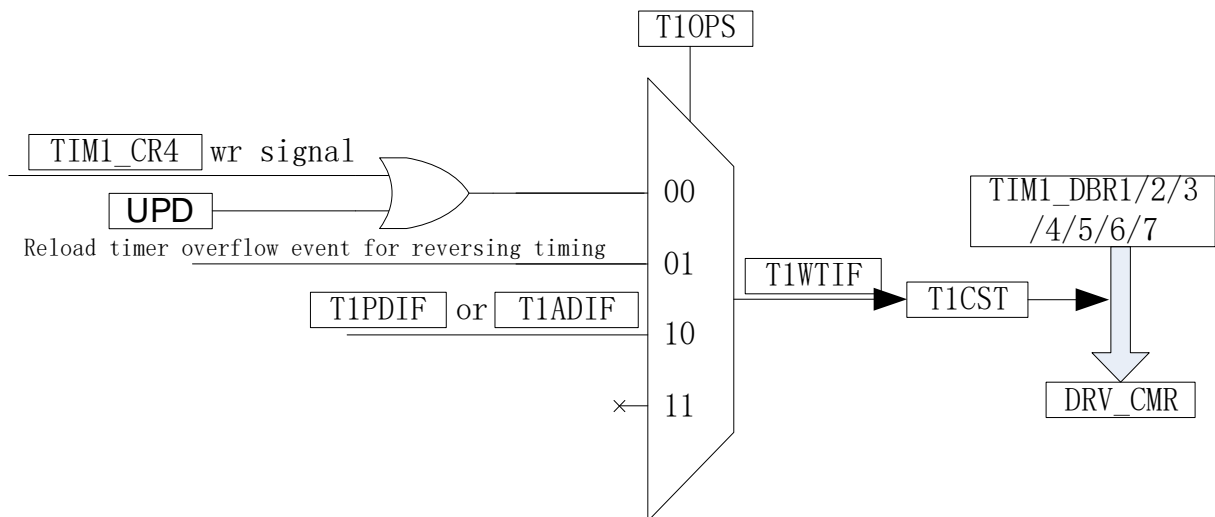 T1OPS
TIM1_CR4 wr signal
UPD
Reload timer overflow event for reversing timing
T1PDIF or T1ADIF
00
01
10
11
T1WTIF
T1CST
TIM1_DBR1/2/3
/4/5/6/7
DRV_CMR